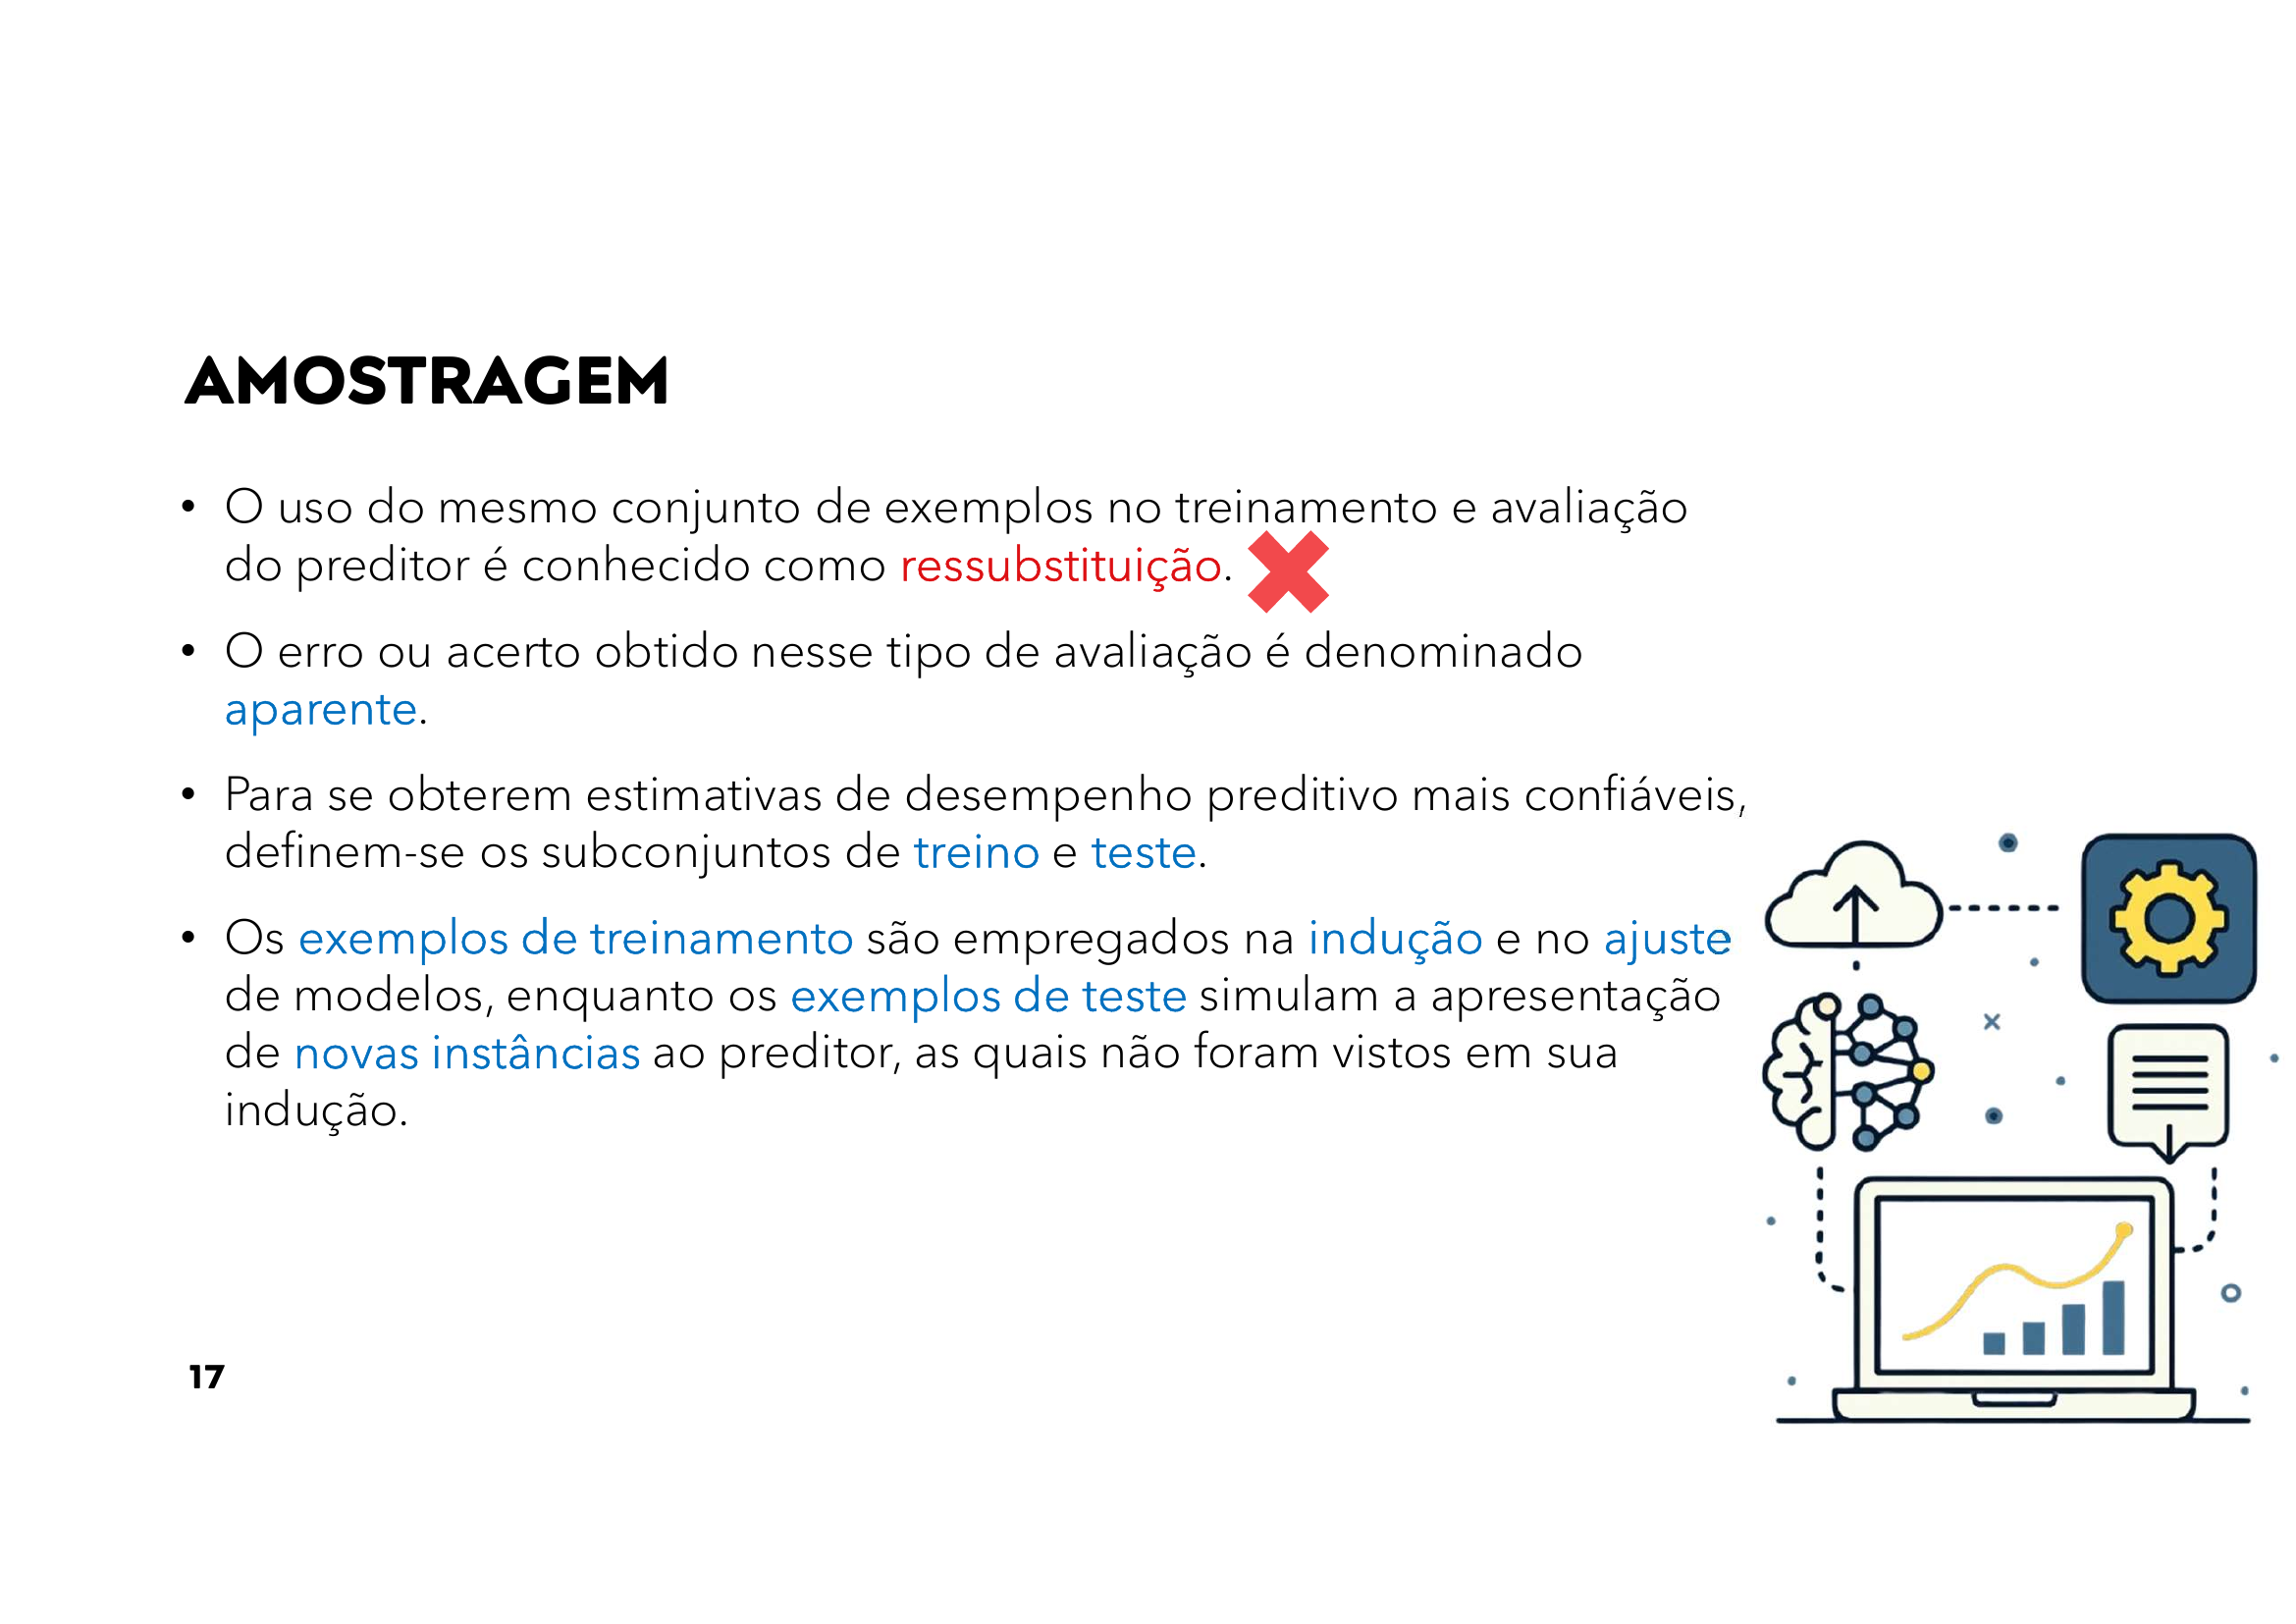 AMOSTRAGEM
• O uso do mesmo conjunto de exemplos no treinamento e avaliação
do preditor é conhecido como ressubstituição.
• O erro ou acerto obtido nesse tipo de avaliação é denominado
aparente.
• Para se obterem estimativas de desempenho preditivo mais confiáveis,
definem-se os subconjuntos de treino e teste.
• Os exemplos de treinamento são empregados na indução e no ajuste
de modelos, enquanto os exemplos de teste simulam a apresentação
de novas instâncias ao preditor, as quais não foram vistos em sua
indução.
17